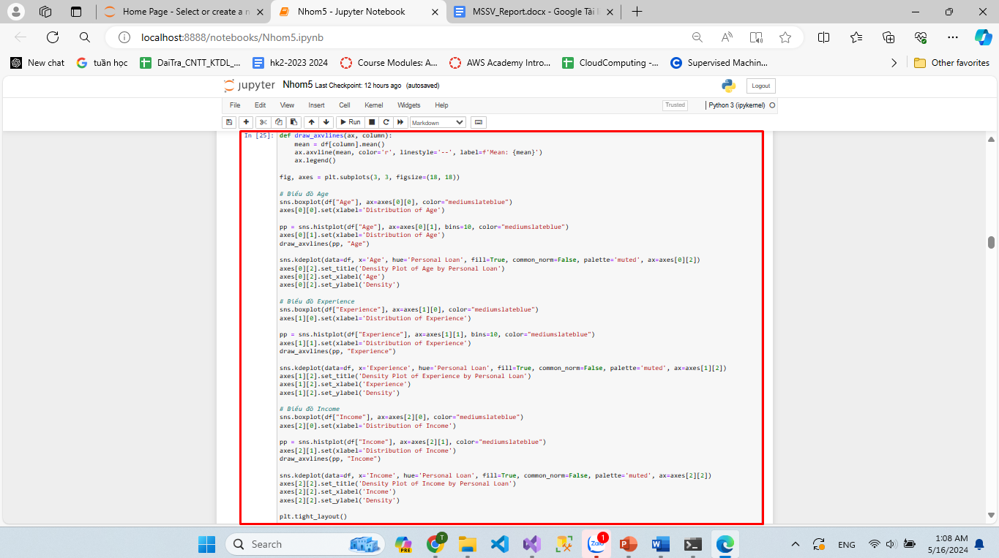 Home Page - Select or create a n
Nhom5 - Jupyter Notebook
MSSV_Report.docx - Google Tài l
localhost:8888/notebooks/Nhom5.ipynb
New chat
tuần học
DaiTra_CNTT_KTDL_...
hk2-2023 2024
Course Modules: A...
AWS Academy Intro...
CloudComputing -...
Supervised Machin...
Other favorites
jupyter Nhom5 Last Checkpoint: 12 hours ago (autosaved)
Logout
File Edit View Insert Cell Kernel Widgets Help
Trusted
Python 3 (ipykernel)
Run
Markdown
In [25]: def draw_axvlines(ax, column):
    mean = df[column].mean()
    ax.axvline(mean, color='r', linestyle='--', label=f'Mean: {mean}')
    ax.legend()
fig, axes = plt.subplots(3, 3, figsize=(18, 18))
# Biểu đồ Age
sns.boxplot(df["Age"], ax=axes[0][0], color="mediumslateblue")
axes[0][0].set(xlabel='Distribution of Age')
pp = sns.histplot(df["Age"], ax=axes[0][1], bins=10, color="mediumslateblue")
axes[0][1].set(xlabel='Distribution of Age')
draw_axvlines(pp, "Age")
sns.kdeplot(data=df, x='Age', hue='Personal Loan', fill=True, common_norm=False, palette='muted', ax=axes[0][2])
axes[0][2].set_title('Density Plot of Age by Personal Loan')
axes[0][2].set_xlabel('Age')
axes[0][2].set_ylabel('Density')
# Biểu đồ Experience
sns.boxplot(df["Experience"], ax=axes[1][0], color="mediumslateblue")
axes[1][0].set(xlabel='Distribution of Experience')
pp = sns.histplot(df["Experience"], ax=axes[1][1], bins=10, color="mediumslateblue")
axes[1][1].set(xlabel='Distribution of Experience')
draw_axvlines(pp, "Experience")
sns.kdeplot(data=df, x='Experience', hue='Personal Loan', fill=True, common_norm=False, palette='muted', ax=axes[1][2])
axes[1][2].set_title('Density Plot of Experience by Personal Loan')
axes[1][2].set_xlabel('Experience')
axes[1][2].set_ylabel('Density')
# Biểu đồ Income
sns.boxplot(df["Income"], ax=axes[2][0], color="mediumslateblue")
axes[2][0].set(xlabel='Distribution of Income')
pp = sns.histplot(df["Income"], ax=axes[2][1], color="mediumslateblue")
axes[2][1].set(xlabel='Distribution of Income')
draw_axvlines(pp, "Income")
sns.kdeplot(data=df, x='Income', hue='Personal Loan', fill=True, common_norm=False, palette='muted', ax=axes[2][2])
axes[2][2].set_title('Density Plot of Income by Personal Loan')
axes[2][2].set_xlabel('Income')
axes[2][2].set_ylabel('Density')
plt.tight_layout()
Search
PRE
T
Zalo
1
ENG
1:08 AM
5/16/2024